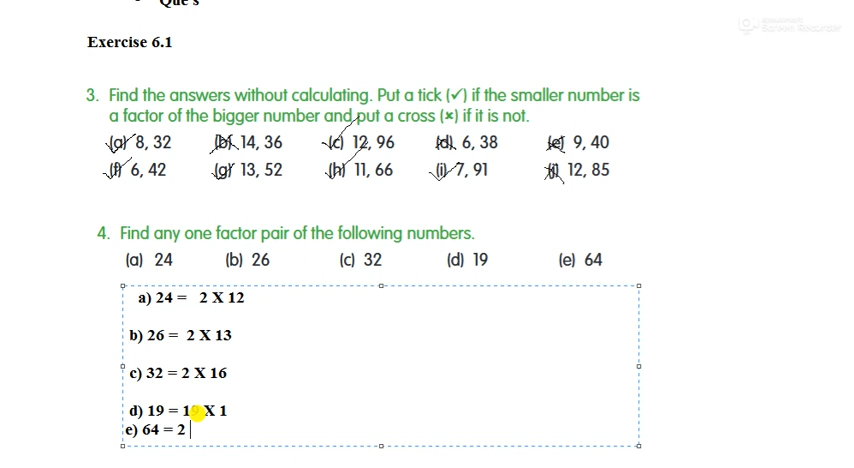 Que's
Exercise 6.1
Screen Recorder
3. Find the answers without calculating. Put a tick (✓) if the smaller number is
a factor of the bigger number and put a cross (×) if it is not.
(a) 8, 32 (b) 14, 36 (c) 12, 96 (d) 6, 38 (e) 9, 40
(f) 6, 42 (g) 13, 52 (h) 11, 66 (i) 7, 91 (j) 12, 85
4. Find any one factor pair of the following numbers.
(a) 24 (b) 26 (c) 32 (d) 19 (e) 64
a) 24 = 2 X 12
b) 26 = 2 X 13
c) 32 = 2 X 16
d) 19 = 19 X 1
e) 64 = 2